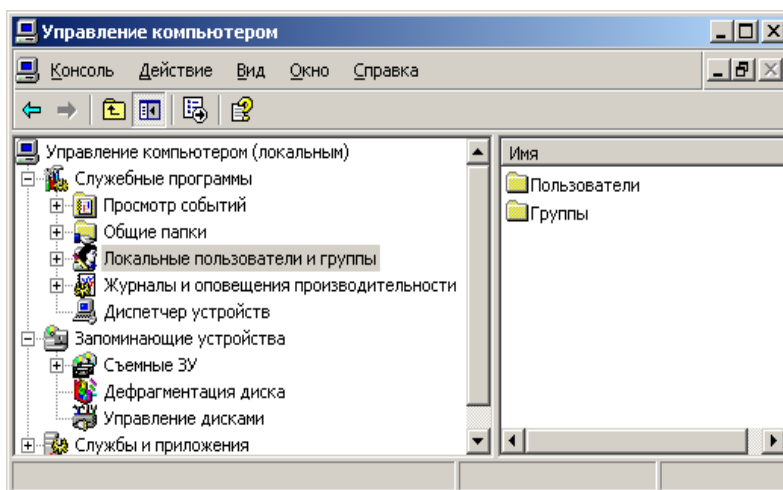 Управление компьютером
Консоль Действие Вид Окно Справка
Управление компьютером (локальным)
Служебные программы
Просмотр событий
Общие папки
Локальные пользователи и группы
Журналы и оповещения производительности
Диспетчер устройств
Запоминающие устройства
Съемные ЗУ
Дефрагментация диска
Управление дисками
Службы и приложения
Имя
Пользователи
Группы